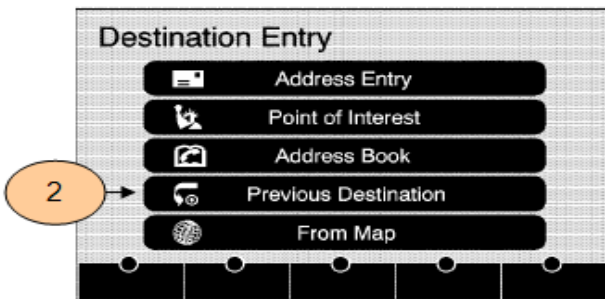 Destination Entry
Address Entry
Point of Interest
Address Book
2
Previous Destination
From Map